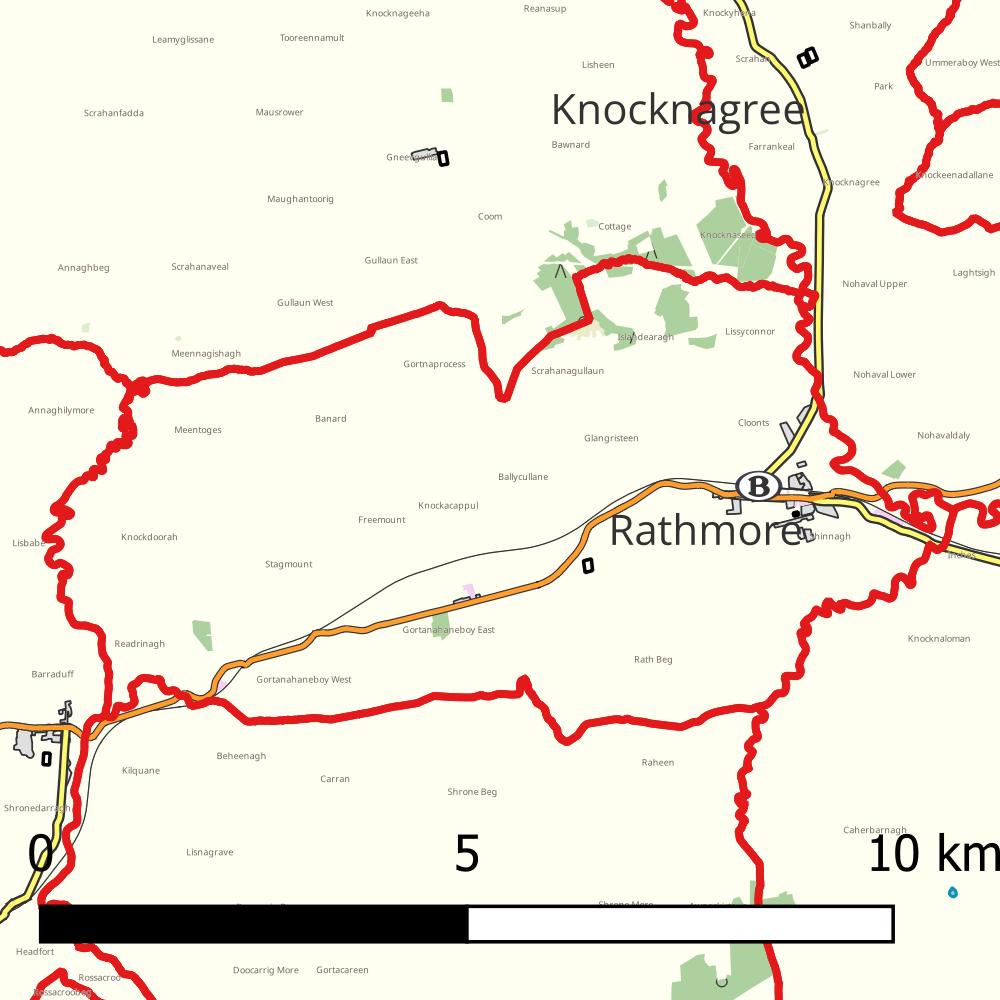 Reanasup
Knocknageeha
Knockyhena
Shanbally
Leamyglissane
Tooreennamult
Scrahan
Lisheen
Ummeraboy West
Park
Scrahanfadda
Mausrower
Knocknagree
Bawnard
Farrankeal
Gneevgullia
Knockeenadallane
Knocknagree
Maughantoorig
Coom
Cottage
Knocknaseed
Annaghbeg
Scrahanaveal
Gullaun East
Laghtsigh
Nohaval Upper
Gullaun West
Lissyconnor
Islandearagh
Meennagishagh
Gortnaprocess
Scrahanagullaun
Nohaval Lower
Annaghilymore
Banard
Meentoges
Cloonts
Glangristeen
Nohavaldaly
Ballycullane
B
Knockacappul
Freemount
Rathmore
Shinnagh
Knockdoorah
Lisbabe
Inches
Stagmount
Gortanahaneboy East
Knocknaloman
Readrinagh
Rath Beg
Barraduff
Gortanahaneboy West
Beheenagh
Raheen
Kilquane
Carran
Shrone Beg
Shronedarragh
Caherbarnagh
0 5 10 km
Lisnagrave
Shrone More
Headfort
Doocarrig More
Gortacareen
Rossacroo
Rossacroobeg